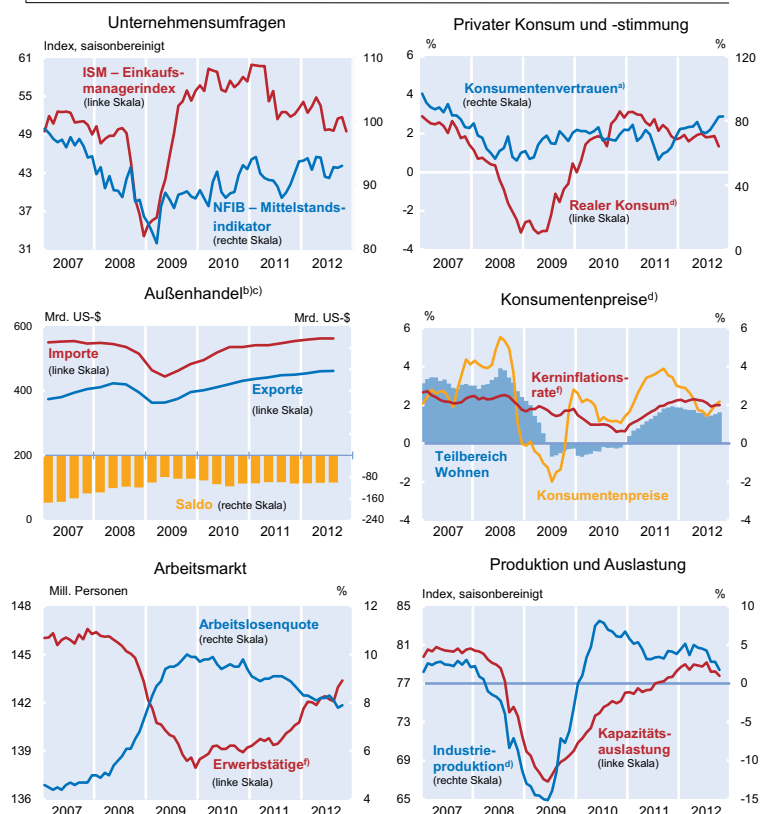 Unternehmensumfragen
Index, saisonbereinigt
61
55
49
43
37
31
110
100
90
80
ISM – Einkaufs-
managerindex
(linke Skala)
NFIB – Mittelstands-
indikator
(rechte Skala)
2007 2008 2009 2010 2011 2012
Privater Konsum und -stimmung
% %
6
4
2
0
-2
-4
120
80
40
0
Konsumentenvertrauena)
(rechte Skala)
Realer Konsumd)
(linke Skala)
2007 2008 2009 2010 2011 2012
Außenhandelb)c)
Mrd. US-$ Mrd. US-$
600
400
200
0
-80
-160
-240
Importe
(linke Skala)
Exporte
(linke Skala)
Saldo (rechte Skala)
2007 2008 2009 2010 2011 2012
Konsumentenpreised)
% %
6
4
2
0
-2
-4
6
4
2
0
-2
-4
Kerninflations-
ratef)
Teilbereich
Wohnen
Konsumentenpreise
2007 2008 2009 2010 2011 2012
Arbeitsmarkt
Mill. Personen %
148
145
142
139
136
12
10
8
6
4
Arbeitslosenquote
(rechte Skala)
Erwerbstätigef)
(linke Skala)
2007 2008 2009 2010 2011 2012
Produktion und Auslastung
Index, saisonbereinigt %
85
81
77
73
69
65
10
5
0
-5
-10
-15
Industrie-
produktiond)
(rechte Skala)
Kapazitäts-
auslastung
(linke Skala)
2007 2008 2009 2010 2011 2012